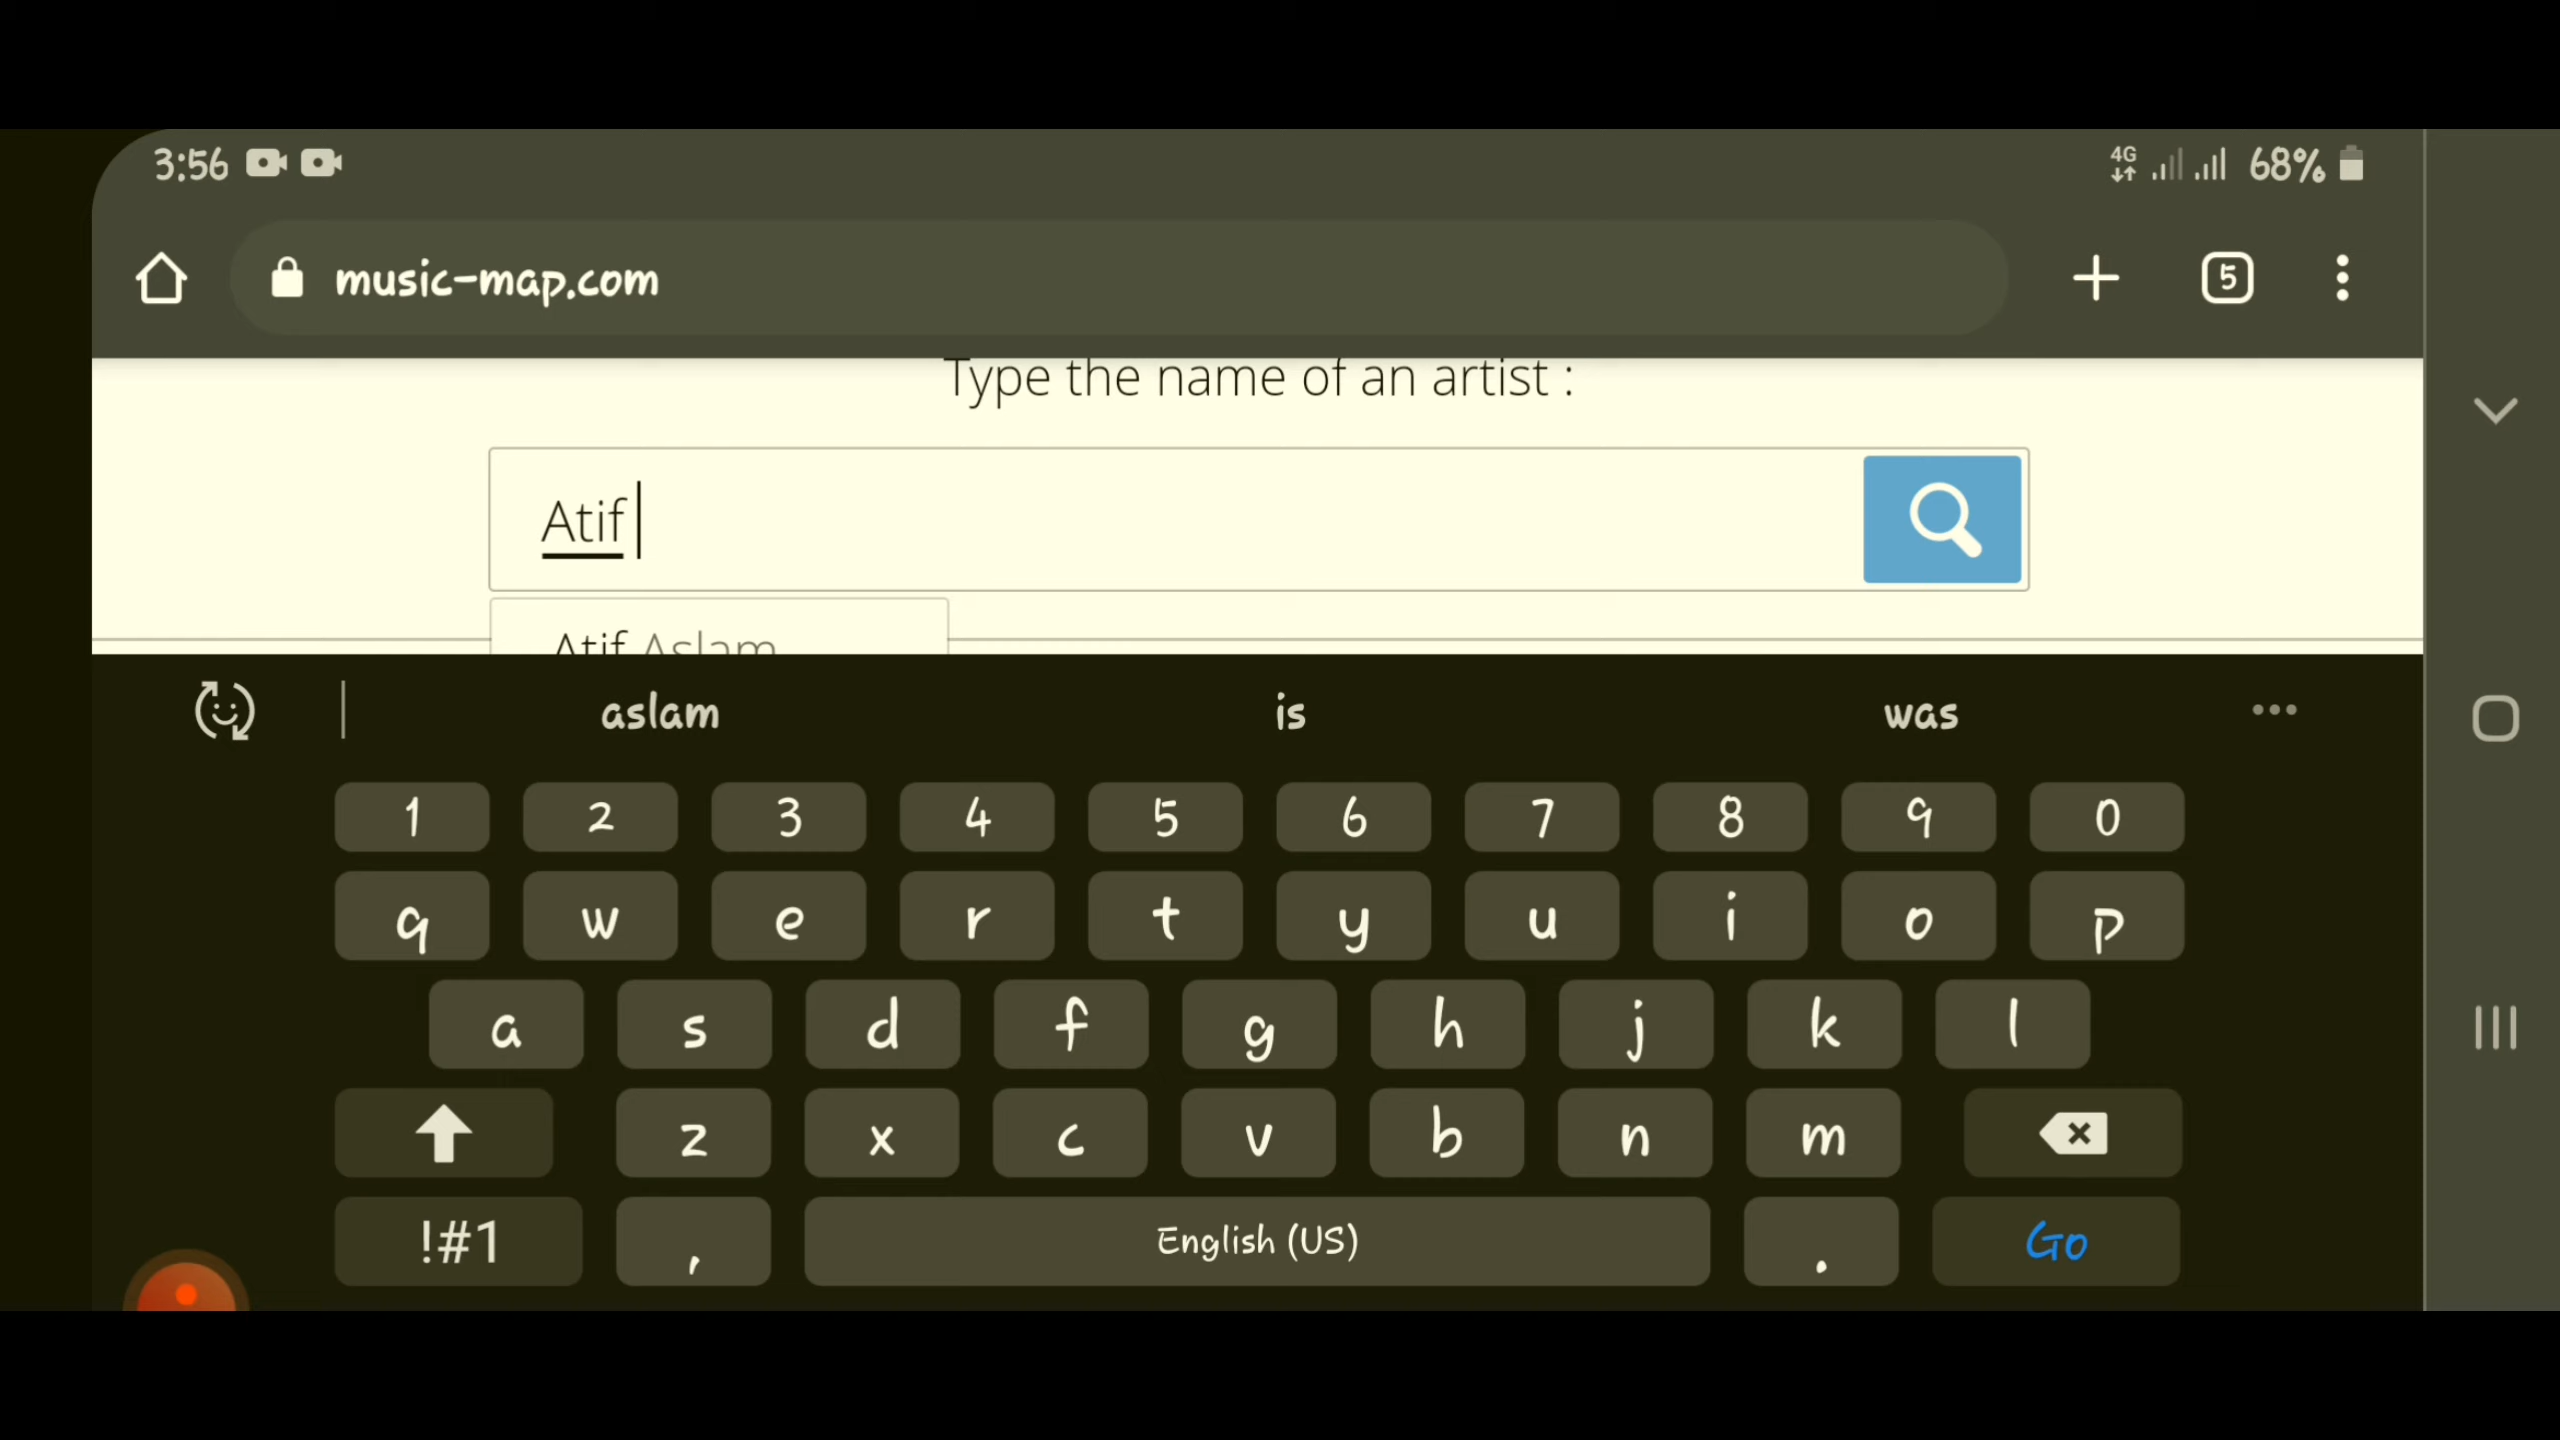 3:56 4G 68%
music-map.com 5
Type the name of an artist :
Atif
Atif Aslam
aslam is was
1 2 3 4 5 6 7 8 9 0
q w e r t y u i o p
a s d f g h j k l
z x c v b n m
!#1 , English (US) . Go